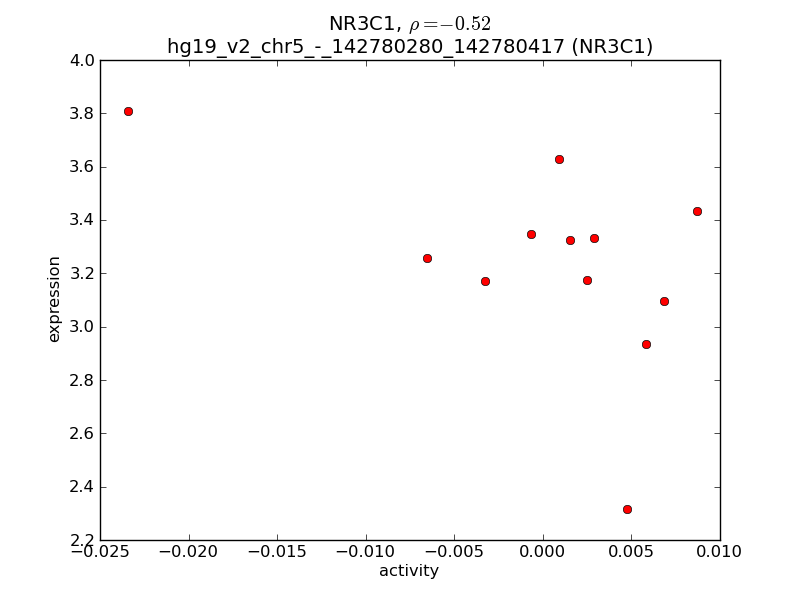 NR3C1, ρ = −0.52
hg19_v2_chr5_-_142780280_142780417 (NR3C1)
4.0
3.8
3.6
3.4
3.2
3.0
2.8
2.6
2.4
2.2
expression
−0.025 −0.020 −0.015 −0.010 −0.005 0.000 0.005 0.010
activity